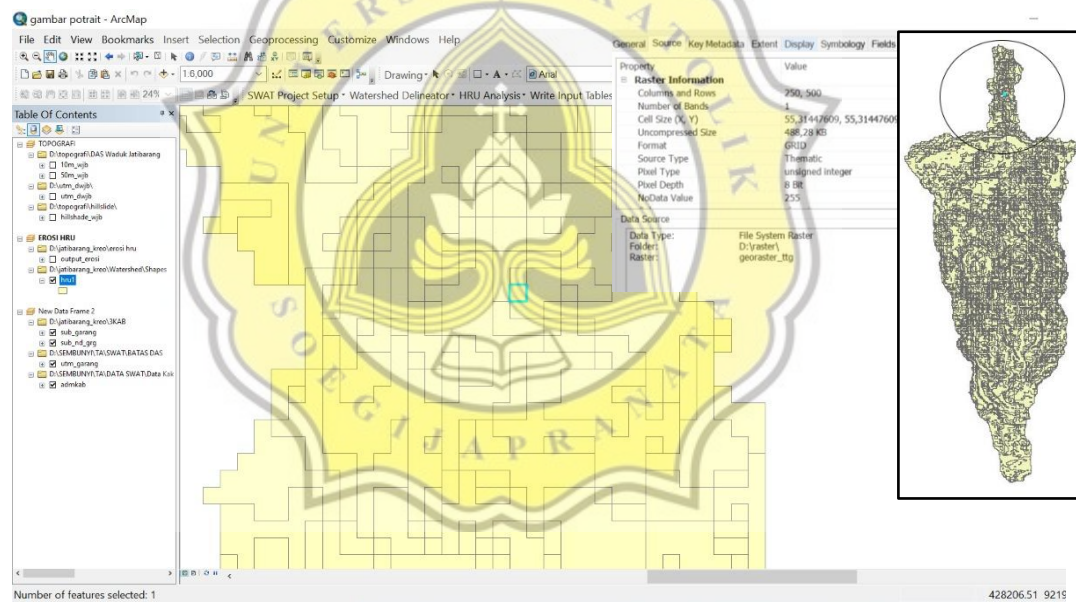 gambar potrait - ArcMap
File Edit View Bookmarks Insert Selection Geoprocessing Customize Windows Help
1:6,000
Drawing
Arial
24%
SWAT Project Setup Watershed Delineator HRU Analysis Write Input Tables
Table Of Contents
TOPOGRAFI
D:\topografi\DAS Waduk Jatibarang
10m_wjb
50m_wjb
D:\utm_dwjb\
utm_dwjb
D:\topografi\hillslide\
hillshade_wjb
EROSI HRU
D:\jatibarang_kreo\erosi hru
output_erosi
D:\jatibarang_kreo\Watershed\Shapes
hru1
New Data Frame 2
D:\jatibarang_kreo\3KAB
sub_garang
sub_nd_grg
D:\SEMBUNYI\TA\SWAT\BATAS DAS
utm_garang
D:\SEMBUNYI\TA\DATA SWAT\Data Kak
admkab
General Source Key Metadata Extent Display Symbology Fields
Property Value
Raster Information
Columns and Rows 250, 500
Number of Bands 1
Cell Size (X, Y) 55,31447609, 55,31447609
Uncompressed Size 488,28 KB
Format GRID
Source Type Thematic
Pixel Type unsigned integer
Pixel Depth 8 Bit
NoData Value 255
Data Source
Data Type: File System Raster
Folder: D:\raster\
Raster: georaster_ttg
SOEGIJAPRANATA
Number of features selected: 1
428206.51 9219